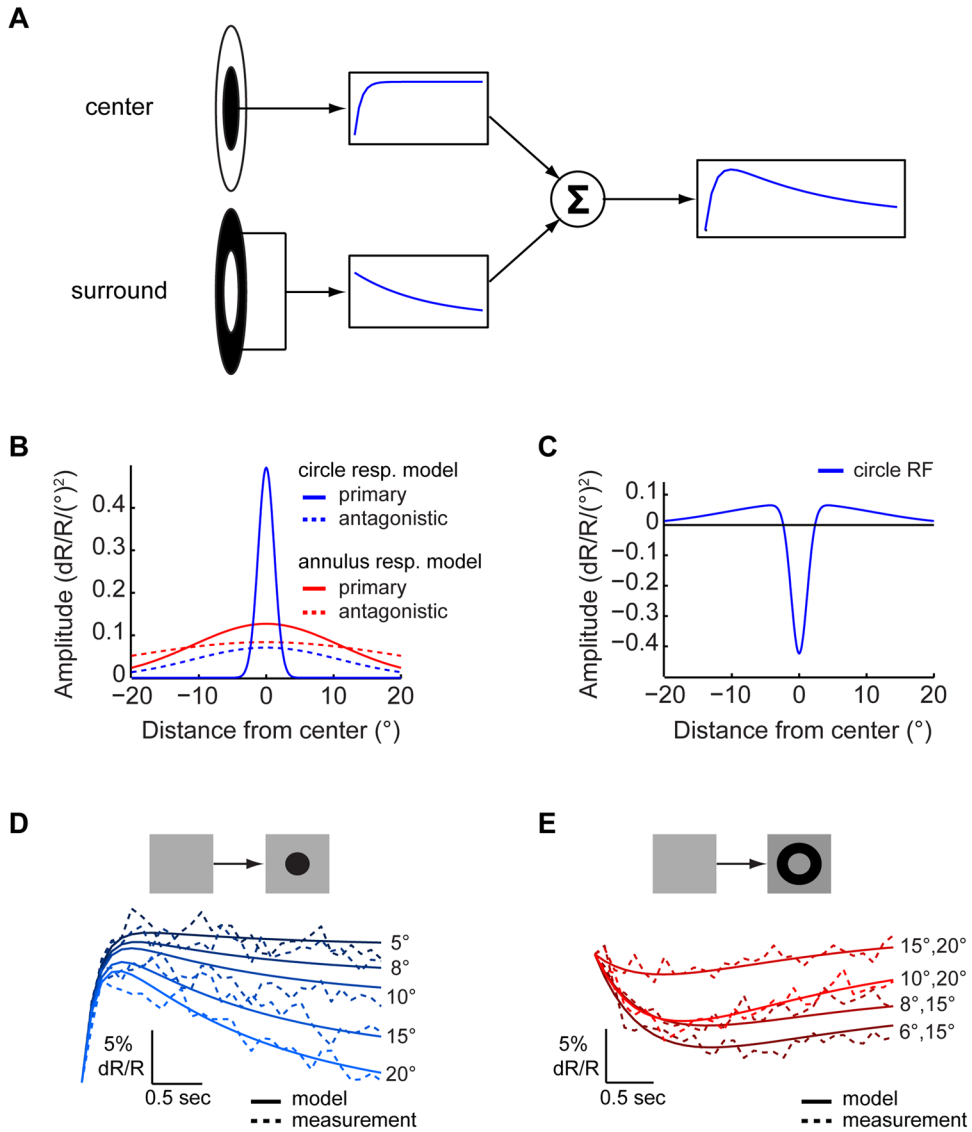 A
center
surround
Σ
B
circle resp. model
primary
antagonistic
annulus resp. model
primary
antagonistic
Amplitude (dR/R/(°)²)
0.4
0.3
0.2
0.1
0
−20
−10
0
10
20
Distance from center (°)
C
circle RF
Amplitude (dR/R/(°)²)
0.1
0
−0.1
−0.2
−0.3
−0.4
−20
−10
0
10
20
Distance from center (°)
D
5°
8°
10°
15°
20°
5%
dR/R
0.5 sec
model
measurement
E
15°,20°
10°,20°
8°,15°
6°,15°
5%
dR/R
0.5 sec
model
measurement